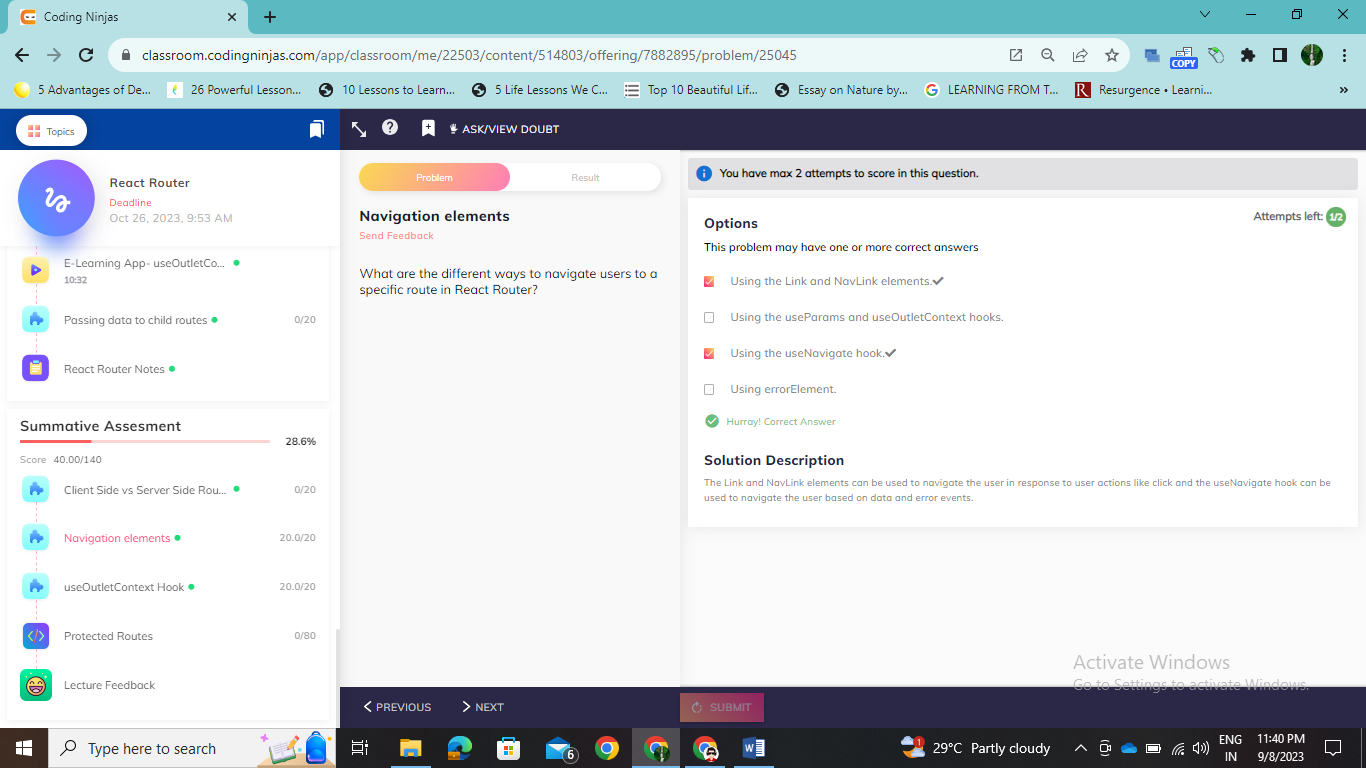 Coding Ninjas
classroom.codingninjas.com/app/classroom/me/22503/content/514803/offering/7882895/problem/25045
COPY
5 Advantages of De...
26 Powerful Lesson...
10 Lessons to Learn...
5 Life Lessons We C...
Top 10 Beautiful Lif...
Essay on Nature by...
LEARNING FROM T...
Resurgence • Learni...
Topics
ASK/VIEW DOUBT
React Router
Deadline
Oct 26, 2023, 9:53 AM
E-Learning App- useOutletCo...
10:32
Passing data to child routes
0/20
React Router Notes
Summative Assesment
28.6%
Score 40.00/140
Client Side vs Server Side Rou...
0/20
Navigation elements
20.0/20
useOutletContext Hook
20.0/20
Protected Routes
0/80
Lecture Feedback
Problem
Result
Navigation elements
Send Feedback
What are the different ways to navigate users to a
specific route in React Router?
You have max 2 attempts to score in this question.
Options
Attempts left: 1/2
This problem may have one or more correct answers
Using the Link and NavLink elements.
Using the useParams and useOutletContext hooks.
Using the useNavigate hook.
Using errorElement.
Hurray! Correct Answer
Solution Description
The Link and NavLink elements can be used to navigate the user in response to user actions like click and the useNavigate hook can be
used to navigate the user based on data and error events.
Activate Windows
Go to Settings to activate Windows.
PREVIOUS
NEXT
SUBMIT
Type here to search
6
1
29°C Partly cloudy
ENG
IN
11:40 PM
9/8/2023